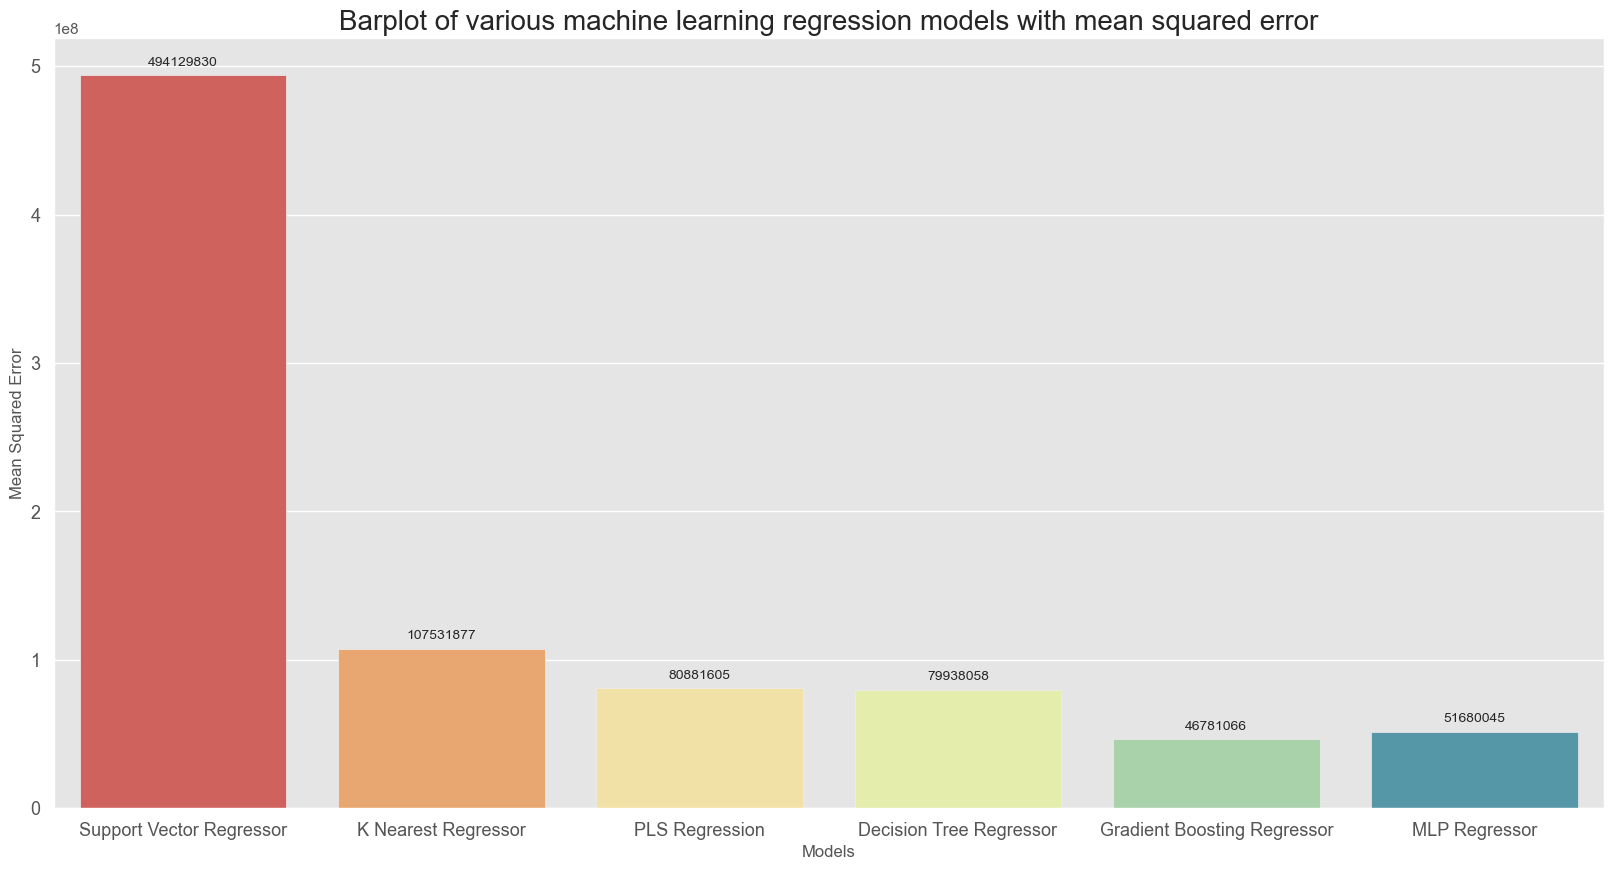 Barplot of various machine learning regression models with mean squared error
1e8
5
4
3
2
1
0
Mean Squared Error
494129830
107531877
80881605
79938058
46781066
51680045
Support Vector Regressor
K Nearest Regressor
PLS Regression
Decision Tree Regressor
Gradient Boosting Regressor
MLP Regressor
Models